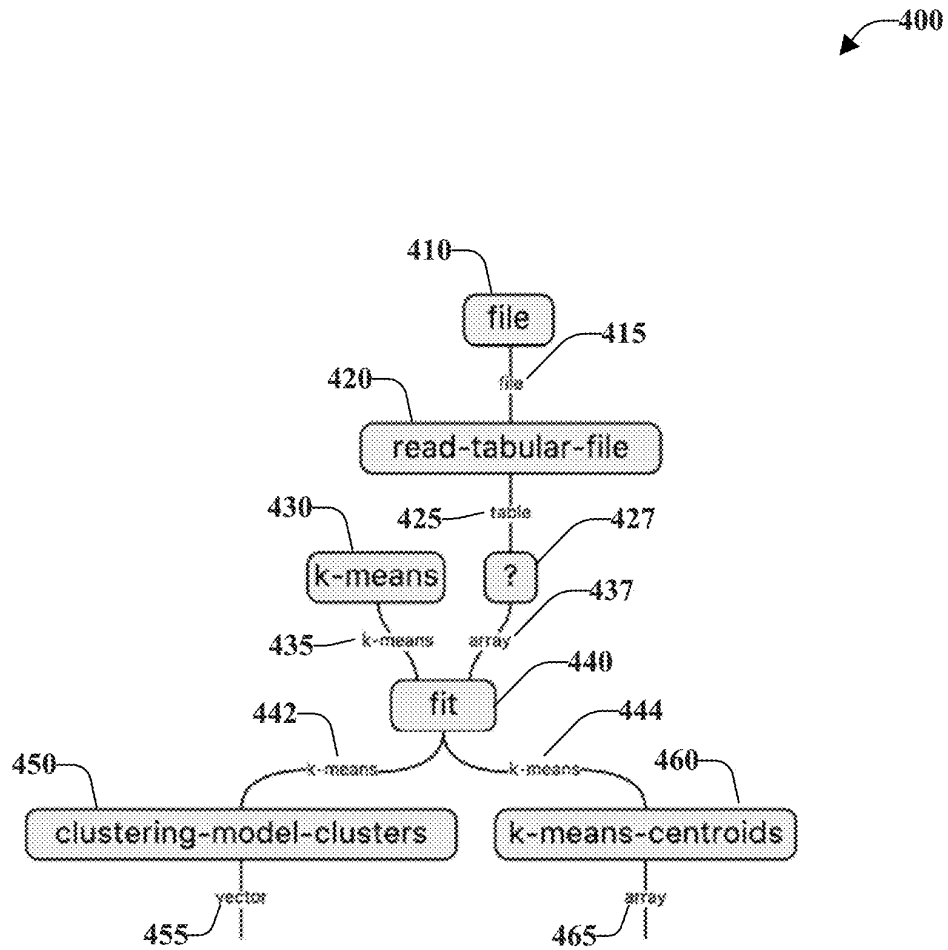 400
410
file
415
file
420
read-tabular-file
430
425
table
427
k-means
?
437
435
k-means
array
440
fit
442
444
k-means
k-means
450
460
clustering-model-clusters
k-means-centroids
vector
array
455
465